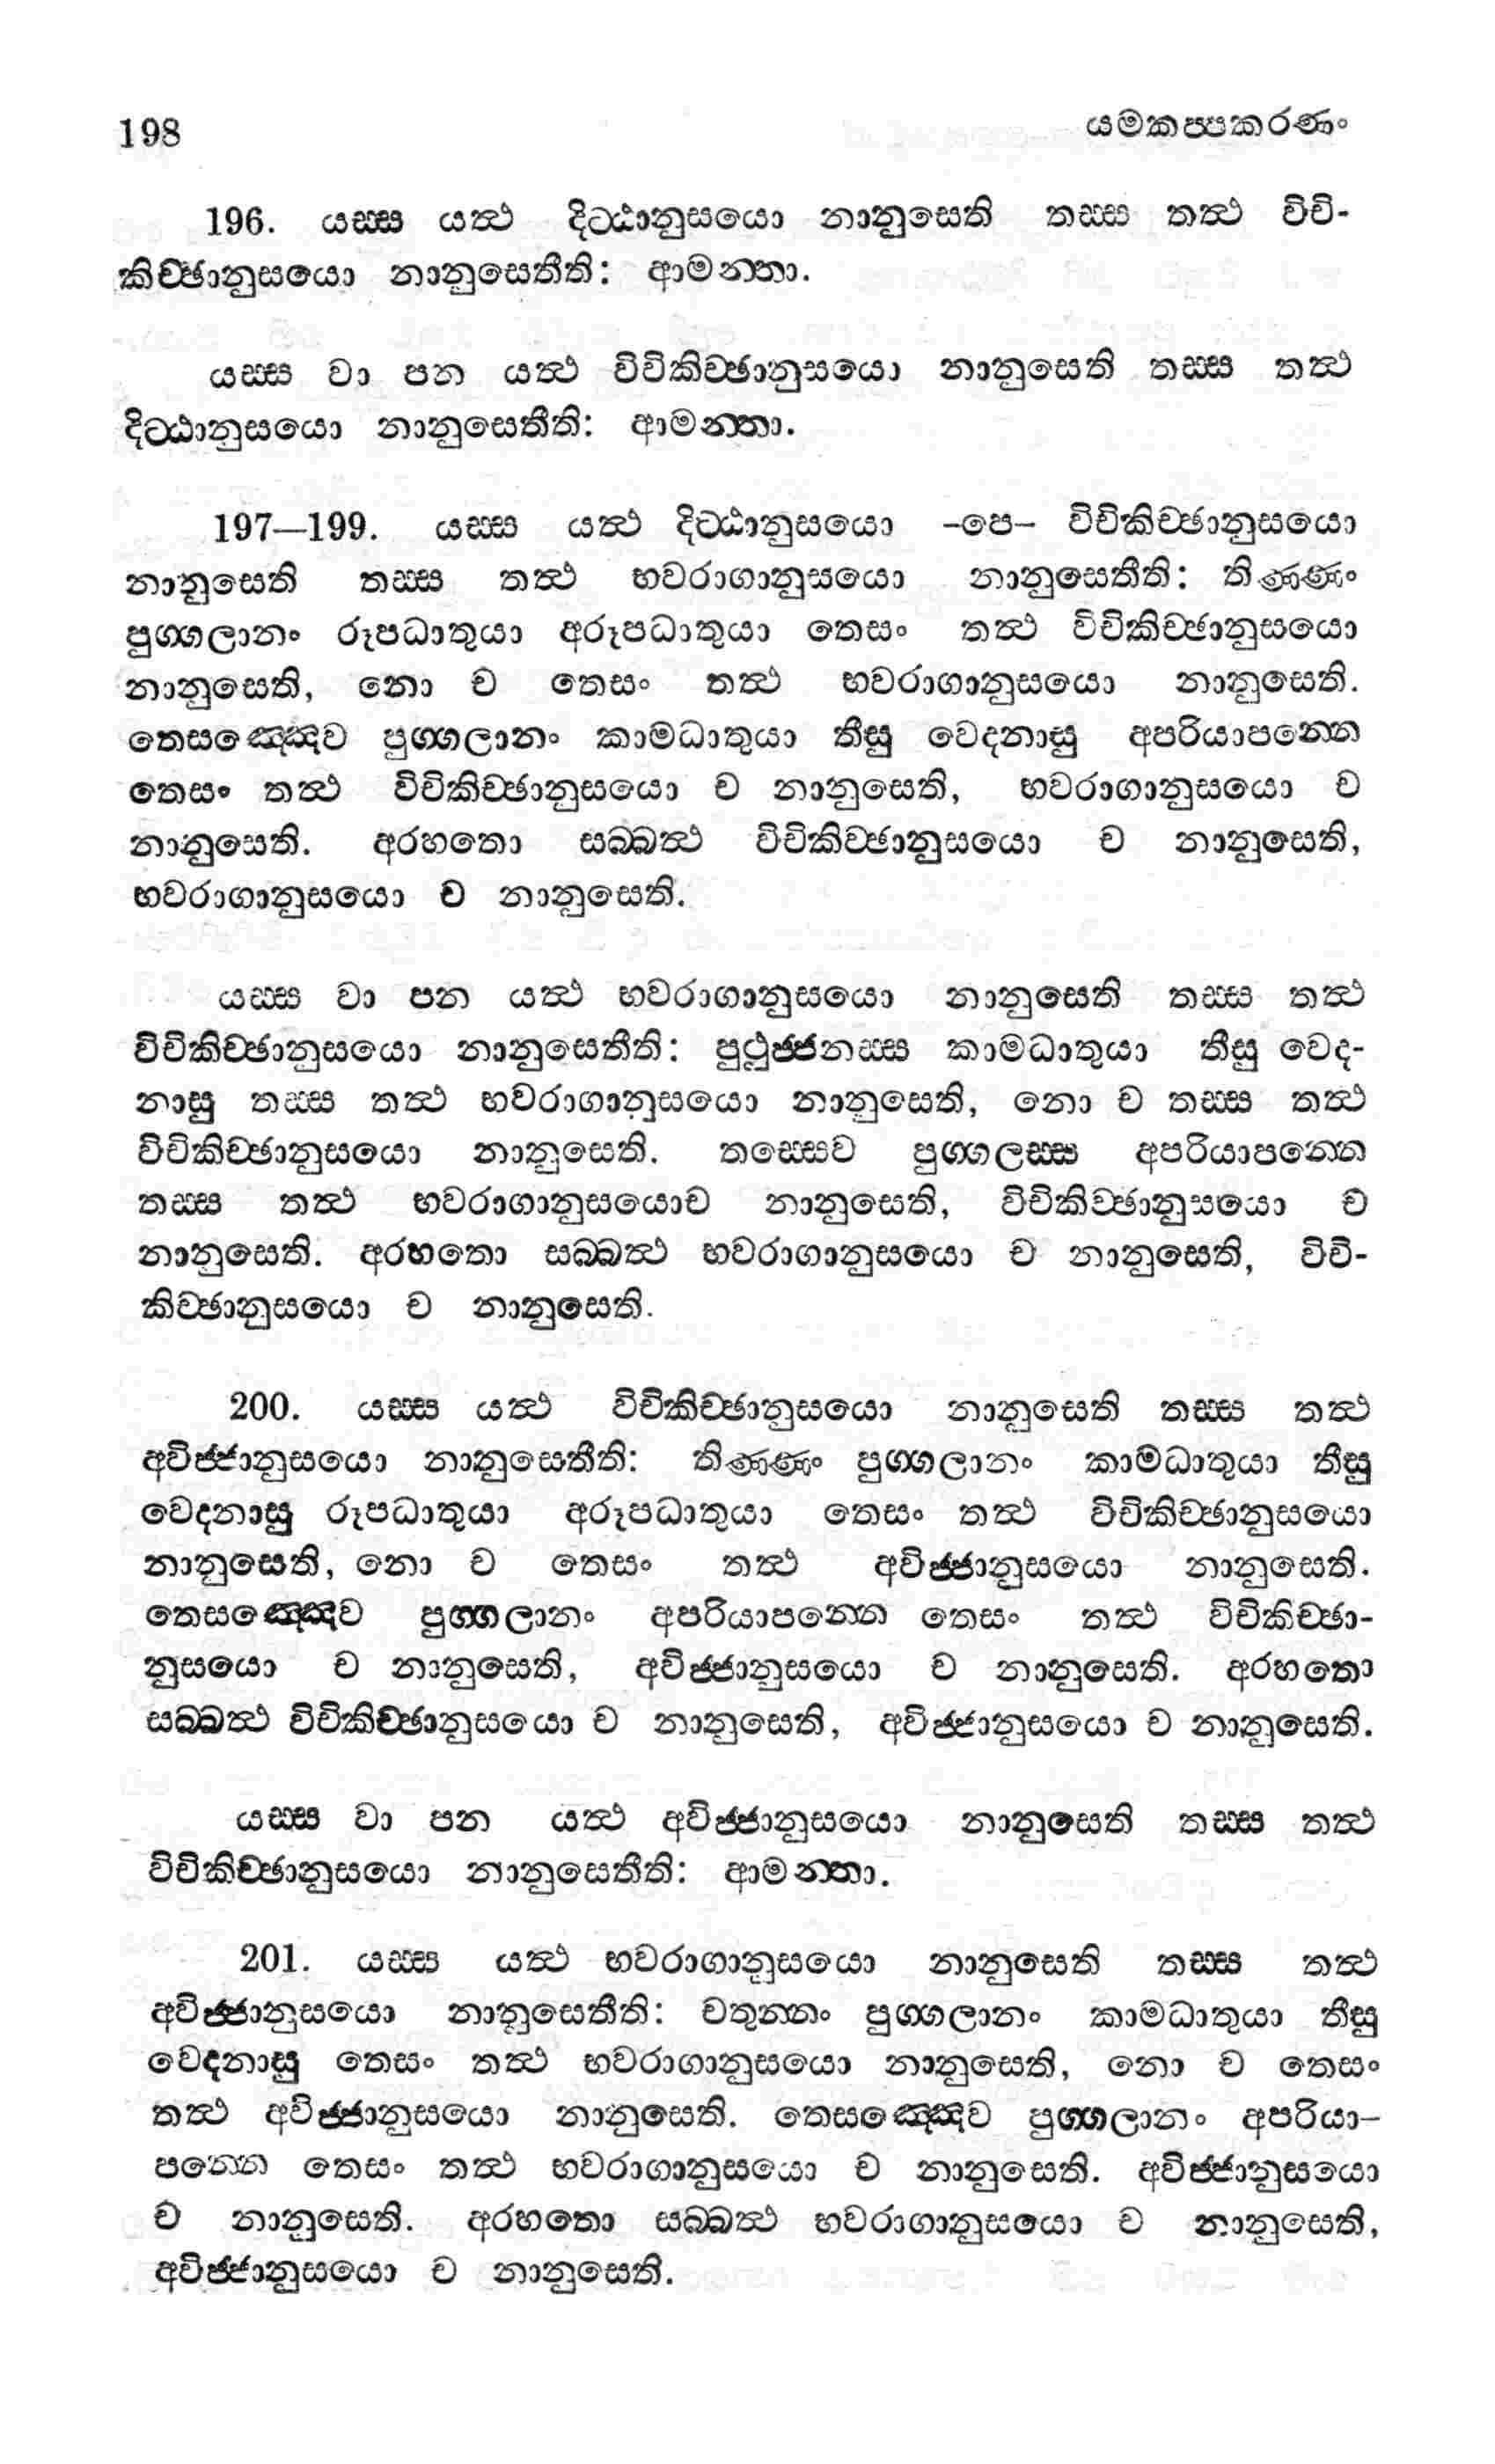 198
යමකප්පකරණං
196. යස්ස යත්ථ දිට්ඨානුසයො නානුසෙති තස්ස තත්ථ විචි-
කිච්ඡානුසයො නානුසෙතීති: ආමන්තා.
යස්ස වා පන යත්ථ විචිකිච්ඡානුසයො නානුසෙති තස්ස තත්ථ
දිට්ඨානුසයො නානුසෙතීති: ආමන්තා.
197—199. යස්ස යත්ථ දිට්ඨානුසයො -පෙ- විචිකිච්ඡානුසයො
නානුසෙති තස්ස තත්ථ භවරාගානුසයො නානුසෙතීති: තිණ්ණං
පුග්ගලානං රූපධාතුයා අරූපධාතුයා තෙසං තත්ථ විචිකිච්ඡානුසයො
නානුසෙති, නො ච තෙසං තත්ථ භවරාගානුසයො නානුසෙති.
තෙසඤ්ඤෙව පුග්ගලානං කාමධාතුයා තීසු වෙදනාසු අපරියාපන්නෙ
තෙසං තත්ථ විචිකිච්ඡානුසයො ච නානුසෙති, භවරාගානුසයො ච
නානුසෙති. අරහතො සබ්බත්ථ විචිකිච්ඡානුසයො ච නානුසෙති,
භවරාගානුසයො ච නානුසෙති.
යස්ස වා පන යත්ථ භවරාගානුසයො නානුසෙති තස්ස තත්ථ
විචිකිච්ඡානුසයො නානුසෙතීති: පුථුජ්ජනස්ස කාමධාතුයා තීසු වෙද-
නාසු තස්ස තත්ථ භවරාගානුසයො නානුසෙති, නො ච තස්ස තත්ථ
විචිකිච්ඡානුසයො නානුසෙති. තස්සෙව පුග්ගලස්ස අපරියාපන්නෙ
තස්ස තත්ථ භවරාගානුසයොච නානුසෙති, විචිකිච්ඡානුසයො ච
නානුසෙති. අරහතො සබ්බත්ථ භවරාගානුසයො ච නානුසෙති, විචි-
කිච්ඡානුසයො ච නානුසෙති.
200. යස්ස යත්ථ විචිකිච්ඡානුසයො නානුසෙති තස්ස තත්ථ
අවිජ්ජානුසයො නානුසෙතීති: තිණ්ණං පුග්ගලානං කාමධාතුයා තීසු
වෙදනාසු රූපධාතුයා අරූපධාතුයා තෙසං තත්ථ විචිකිච්ඡානුසයො
නානුසෙති, නො ච තෙසං තත්ථ අවිජ්ජානුසයො නානුසෙති.
තෙසඤ්ඤෙව පුග්ගලානං අපරියාපන්නෙ තෙසං තත්ථ විචිකිච්ඡා-
නුසයො ච නානුසෙති, අවිජ්ජානුසයො ච නානුසෙති. අරහතො
සබ්බත්ථ විචිකිච්ඡානුසයො ච නානුසෙති, අවිජ්ජානුසයො ච නානුසෙති.
යස්ස වා පන යත්ථ අවිජ්ජානුසයො නානුසෙති තස්ස තත්ථ
විචිකිච්ඡානුසයො නානුසෙතීති: ආමන්තා.
201. යස්ස යත්ථ භවරාගානුසයො නානුසෙති තස්ස තත්ථ
අවිජ්ජානුසයො නානුසෙතීති: චතුන්නං පුග්ගලානං කාමධාතුයා තීසු
වෙදනාසු තෙසං තත්ථ භවරාගානුසයො නානුසෙති, නො ච තෙසං
තත්ථ අවිජ්ජානුසයො නානුසෙති. තෙසඤ්ඤෙව පුග්ගලානං අපරියා-
පන්නෙ තෙසං තත්ථ භවරාගානුසයො ච නානුසෙති. අවිජ්ජානුසයො
ච නානුසෙති. අරහතො සබ්බත්ථ භවරාගානුසයො ච නානුසෙති,
අවිජ්ජානුසයො ච නානුසෙති.